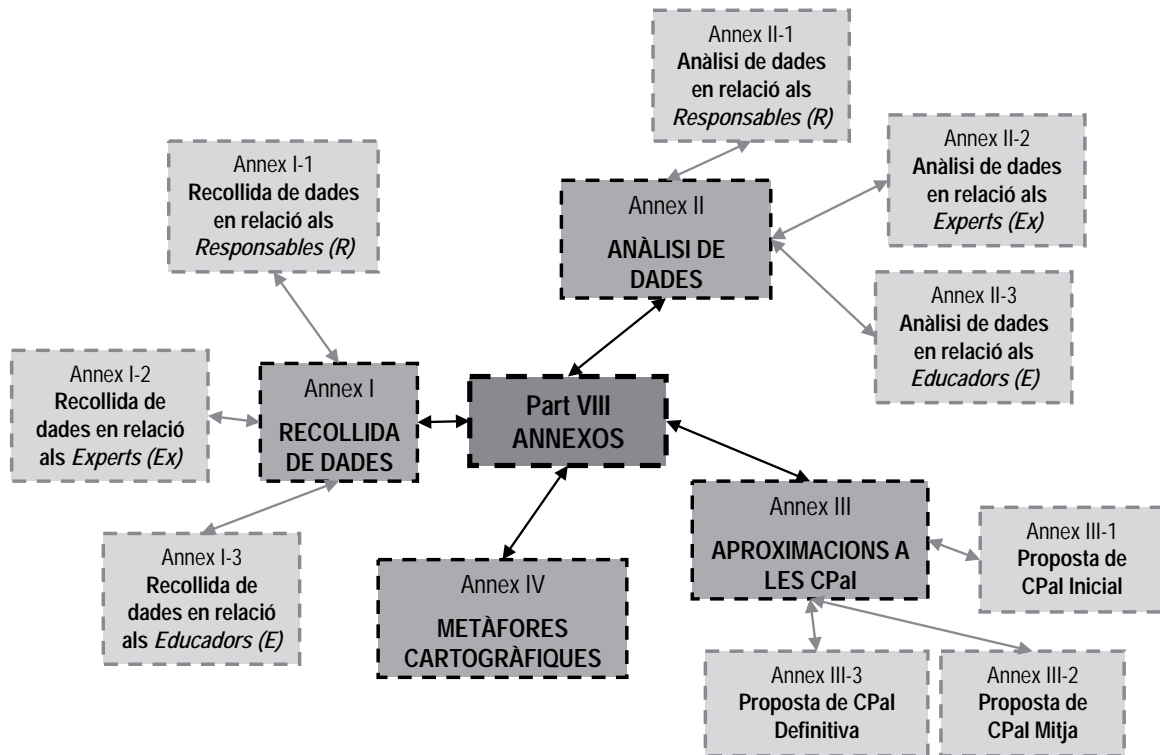 Annex II-1
Anàlisi de dades
en relació als
Responsables (R)
Annex I-1
Recollida de dades
en relació als
Responsables (R)
Annex II
ANÀLISI DE
DADES
Annex II-2
Anàlisi de dades
en relació als
Experts (Ex)
Annex II-3
Anàlisi de dades
en relació als
Educadors (E)
Annex I-2
Recollida de
dades en relació
als Experts (Ex)
Annex I
RECOLLIDA
DE DADES
Part VIII
ANNEXOS
Annex I-3
Recollida de
dades en relació
als Educadors (E)
Annex IV
METÀFORES
CARTOGRÀFIQUES
Annex III
APROXIMACIONS A
LES CPal
Annex III-1
Proposta de
CPal Inicial
Annex III-3
Proposta de CPal
Definitiva
Annex III-2
Proposta de
CPal Mitja